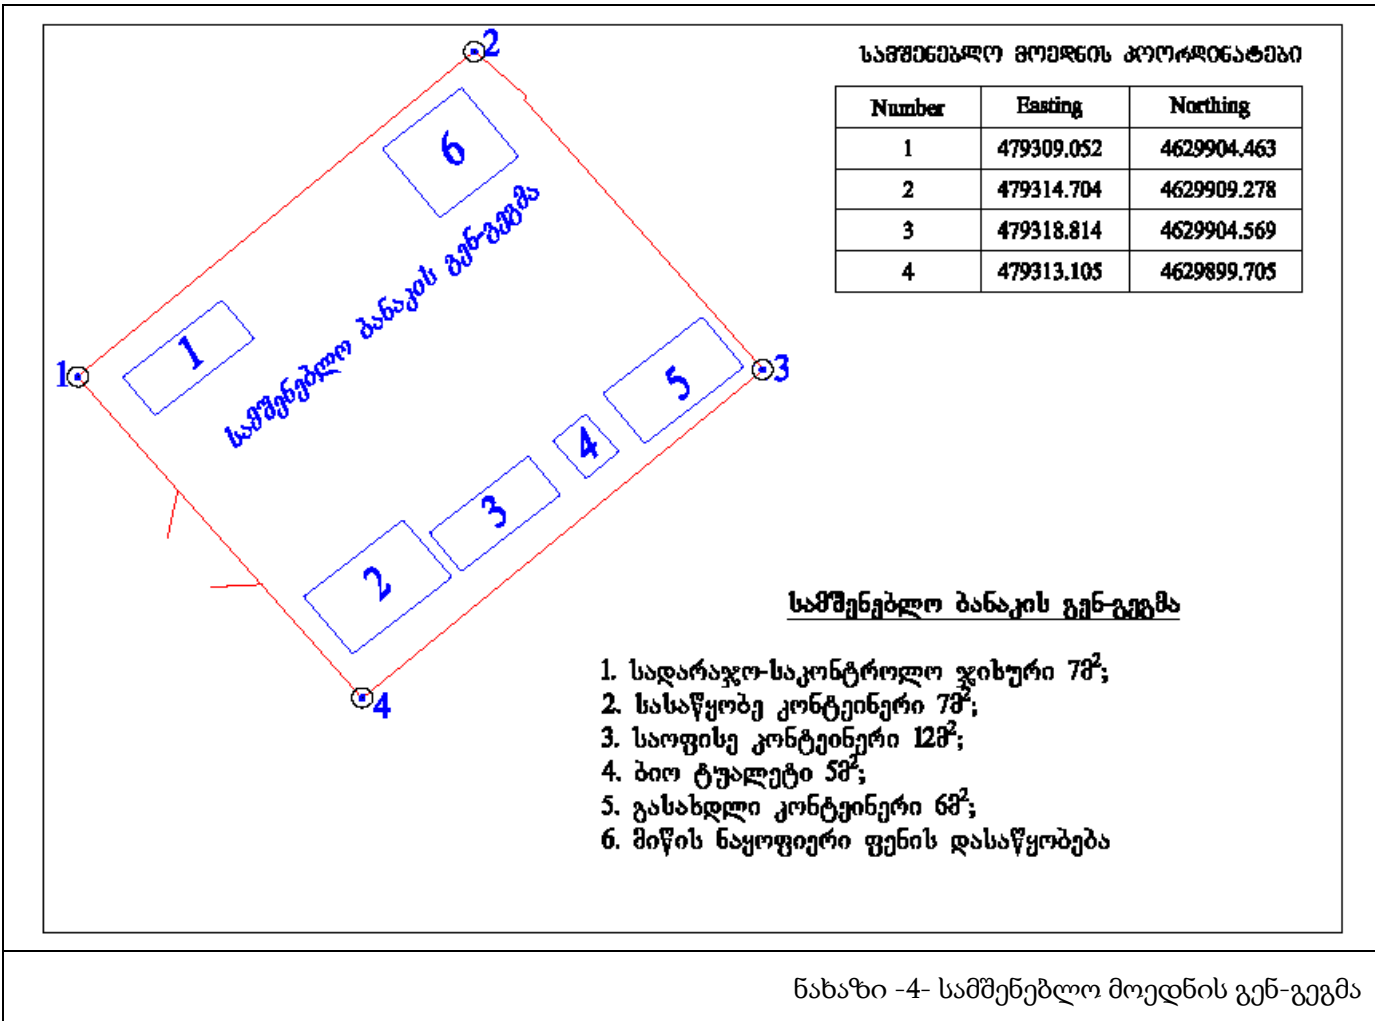 2
სამშენებლო მოედნის კოორდინატები
Number Easting Northing
1 479309.052 4629904.463
2 479314.704 4629909.278
3 479318.814 4629904.569
4 479313.105 4629899.705
6
სამშენებლო ბანაკის გენ-გეგმა
1
1
5
3
4
3
2
4
სამშენებლო ბანაკის გენ-გეგმა
1. სადარაჯო-საკონტროლო ჯიხური 7მ²;
2. სასაწყობე კონტეინერი 7მ²;
3. საოფისე კონტეინერი 12მ²;
4. ბიო ტუალეტი 5მ²;
5. გასახდლი კონტეინერი 6მ²;
6. მიწის ნაყოფიერი ფენის დასაწყობება
ნახაზი -4- სამშენებლო მოედნის გენ-გეგმა